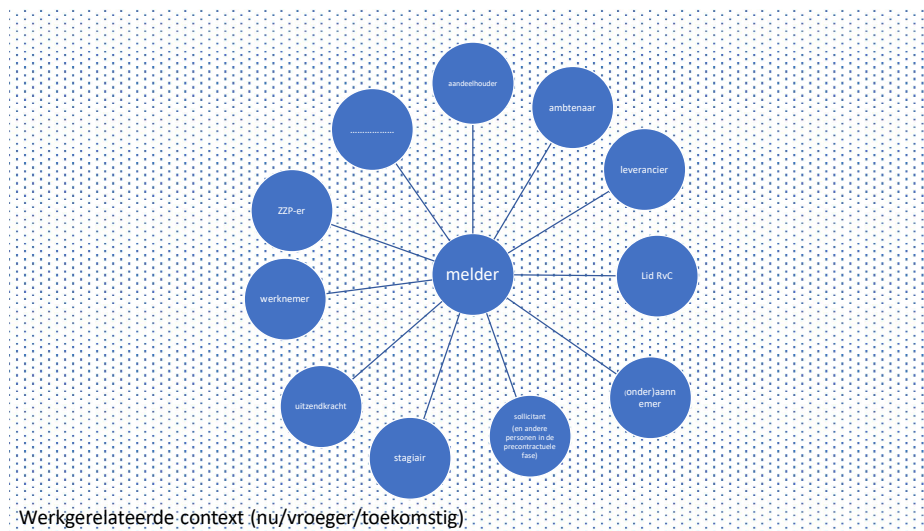 aandeelhouder
ambtenaar
leverancier
Lid RvC
(onder)aann
emer
sollicitant
(en andere
personen in de
precontractuele
fase)
stagiair
uitzendkracht
werknemer
ZZP-er
………………
melder
Werkgerelateerde context (nu/vroeger/toekomstig)